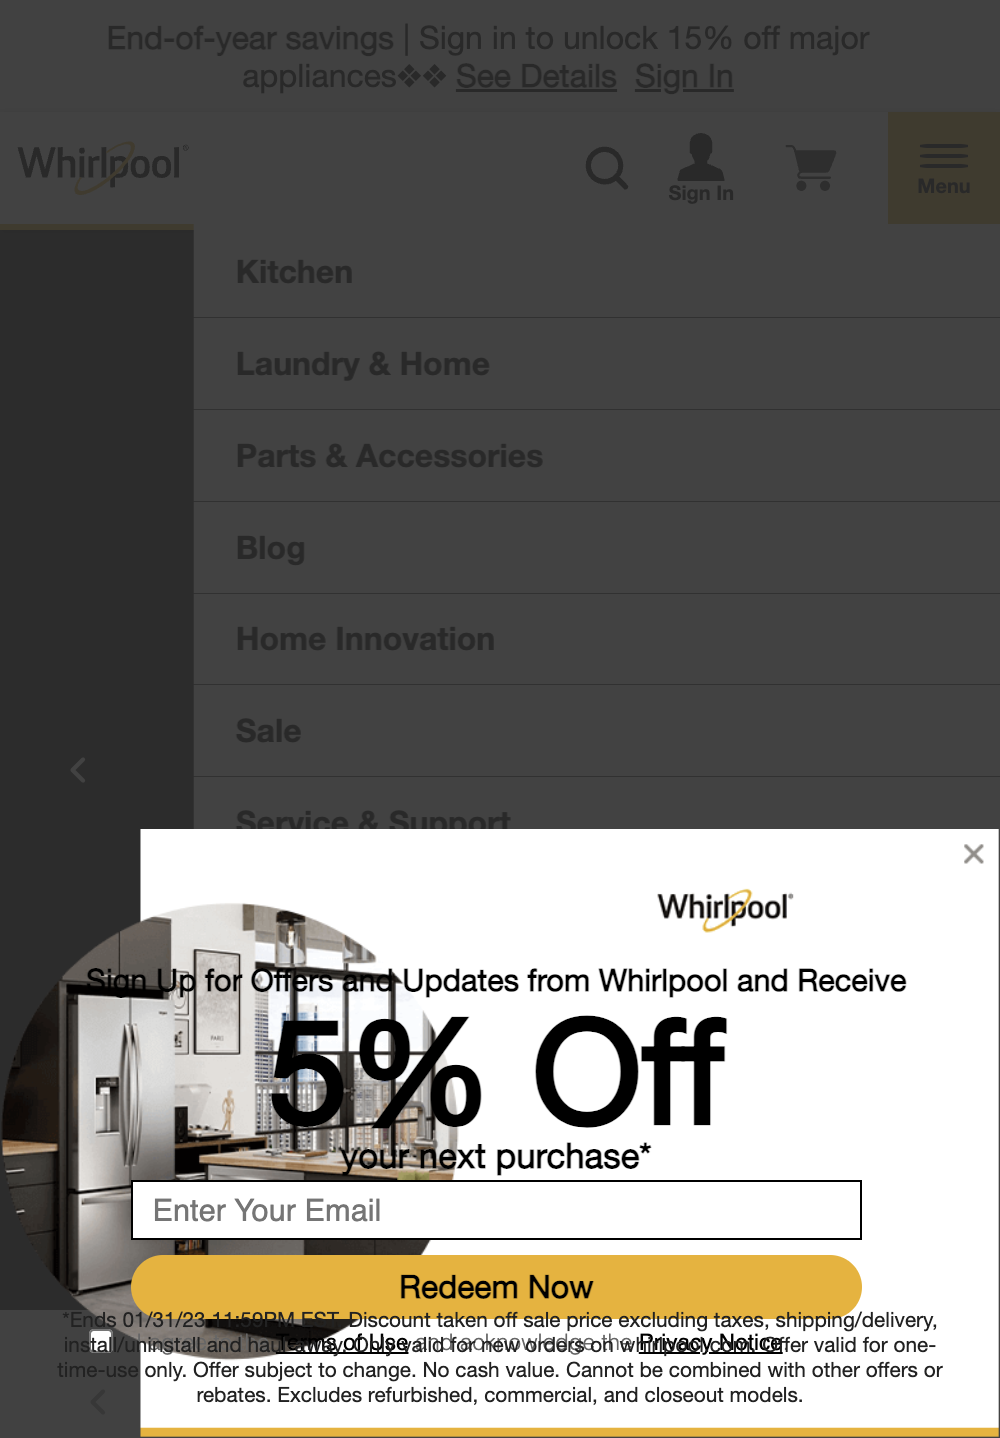 End-of-year savings | Sign in to unlock 15% off major
appliances❖❖ See Details Sign In
Whirlpool
Sign In
Menu
Kitchen
Laundry & Home
Parts & Accessories
Blog
Home Innovation
Sale
Service & Support
Whirlpool
Sign Up for Offers and Updates from Whirlpool and Receive
5% Off
your next purchase*
Enter Your Email
Redeem Now
*Ends 01/31/23 11:59PM EST. Discount taken off sale price excluding taxes, shipping/delivery,
Terms of Use and acknowledge the Privacy Notice
install/uninstall and haul-away. Only valid for new orders on whirlpool.com. Offer valid for one-
time-use only. Offer subject to change. No cash value. Cannot be combined with other offers or
rebates. Excludes refurbished, commercial, and closeout models.